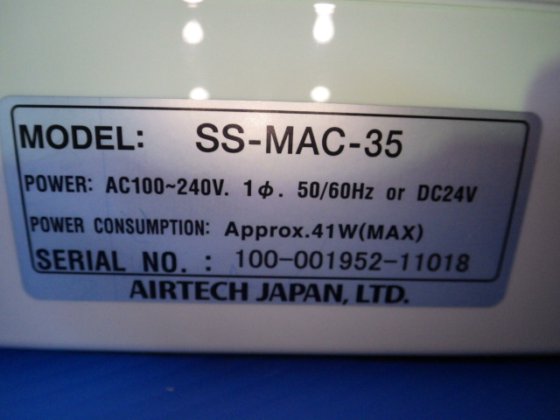 MODEL: SS-MAC-35
POWER: AC100~240V. 1ϕ. 50/60Hz or DC24V
POWER CONSUMPTION: Approx.41W(MAX)
SERIAL NO.: 100-001952-11018
AIRTECH JAPAN, LTD.